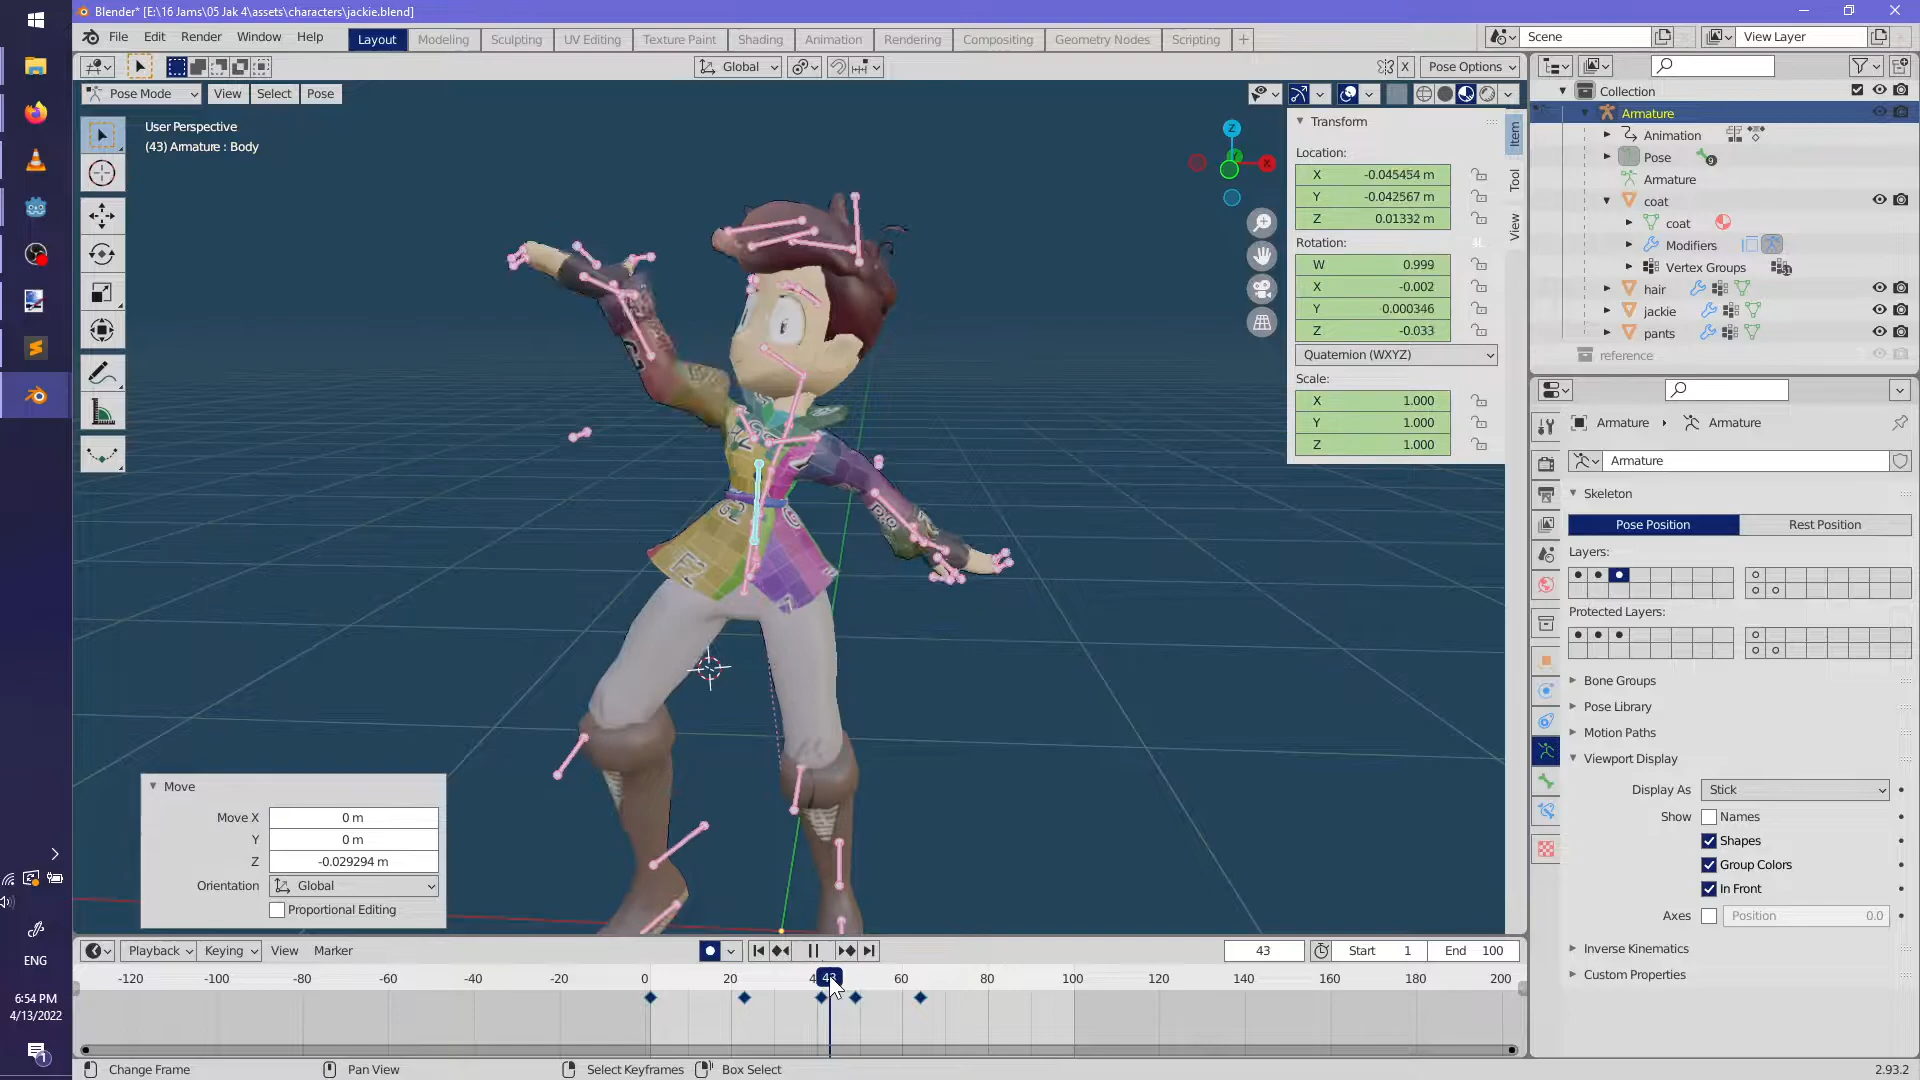 Blender* [E:\16 Jams\05 Jak 4\assets\characters\jackie.blend]
File Edit Render Window Help Layout Modeling Sculpting UV Editing Texture Paint Shading Animation Rendering Compositing Geometry Nodes Scripting + Scene View Layer
Global X Pose Options
Pose Mode View Select Pose
User Perspective
(43) Armature : Body
Z
X
Transform
Location:
X -0.045454 m
Y -0.042567 m
Z 0.01332 m
Rotation: 4L
W 0.999
X -0.002
Y 0.000346
Z -0.033
Quaternion (WXYZ)
Scale:
X 1.000
Y 1.000
Z 1.000
Item
Tool
View
Collection
Armature
Animation
Pose 9
Armature
coat
coat
Modifiers
Vertex Groups
hair
jackie
pants
reference
Armature Armature
Armature
Skeleton
Pose Position Rest Position
Layers:
Protected Layers:
Bone Groups
Pose Library
Motion Paths
Viewport Display
Display As Stick
Show Names
Shapes
Group Colors
In Front
Axes Position 0.0
Inverse Kinematics
Custom Properties
G2
F2
Move
Move X 0 m
Y 0 m
Z -0.029294 m
Orientation Global
Proportional Editing
Playback Keying View Marker 43 Start 1 End 100
-120 -100 -80 -60 -40 -20 0 20 43 60 80 100 120 140 160 180 200
Change Frame Pan View Select Keyframes Box Select 2.93.2
ENG
6:54 PM
4/13/2022
1